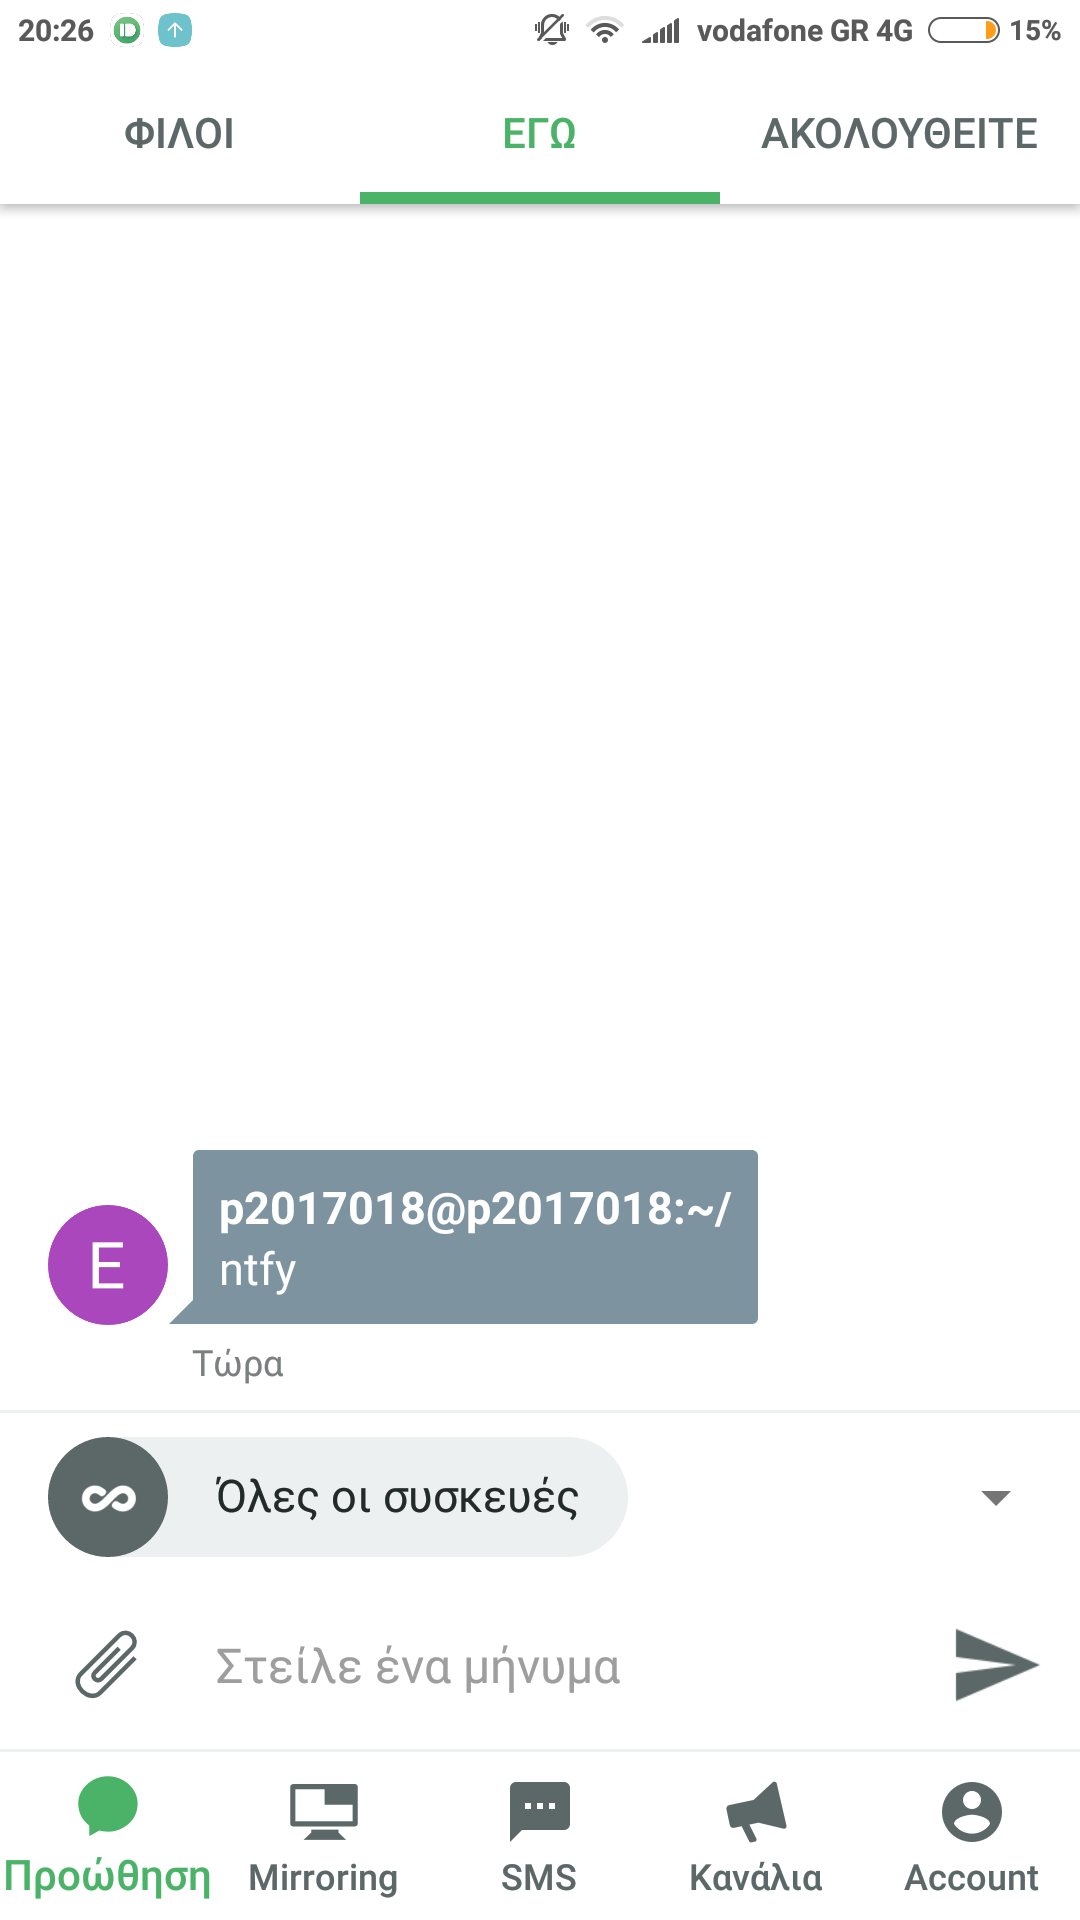 20:26 vodafone GR 4G 15%
ΦΙΛΟΙ ΕΓΩ ΑΚΟΛΟΥΘΕΙΤΕ
p2017018@p2017018:~/
ntfy
E
Τώρα
Όλες οι συσκευές
Στείλε ένα μήνυμα
Προώθηση Mirroring SMS Κανάλια Account